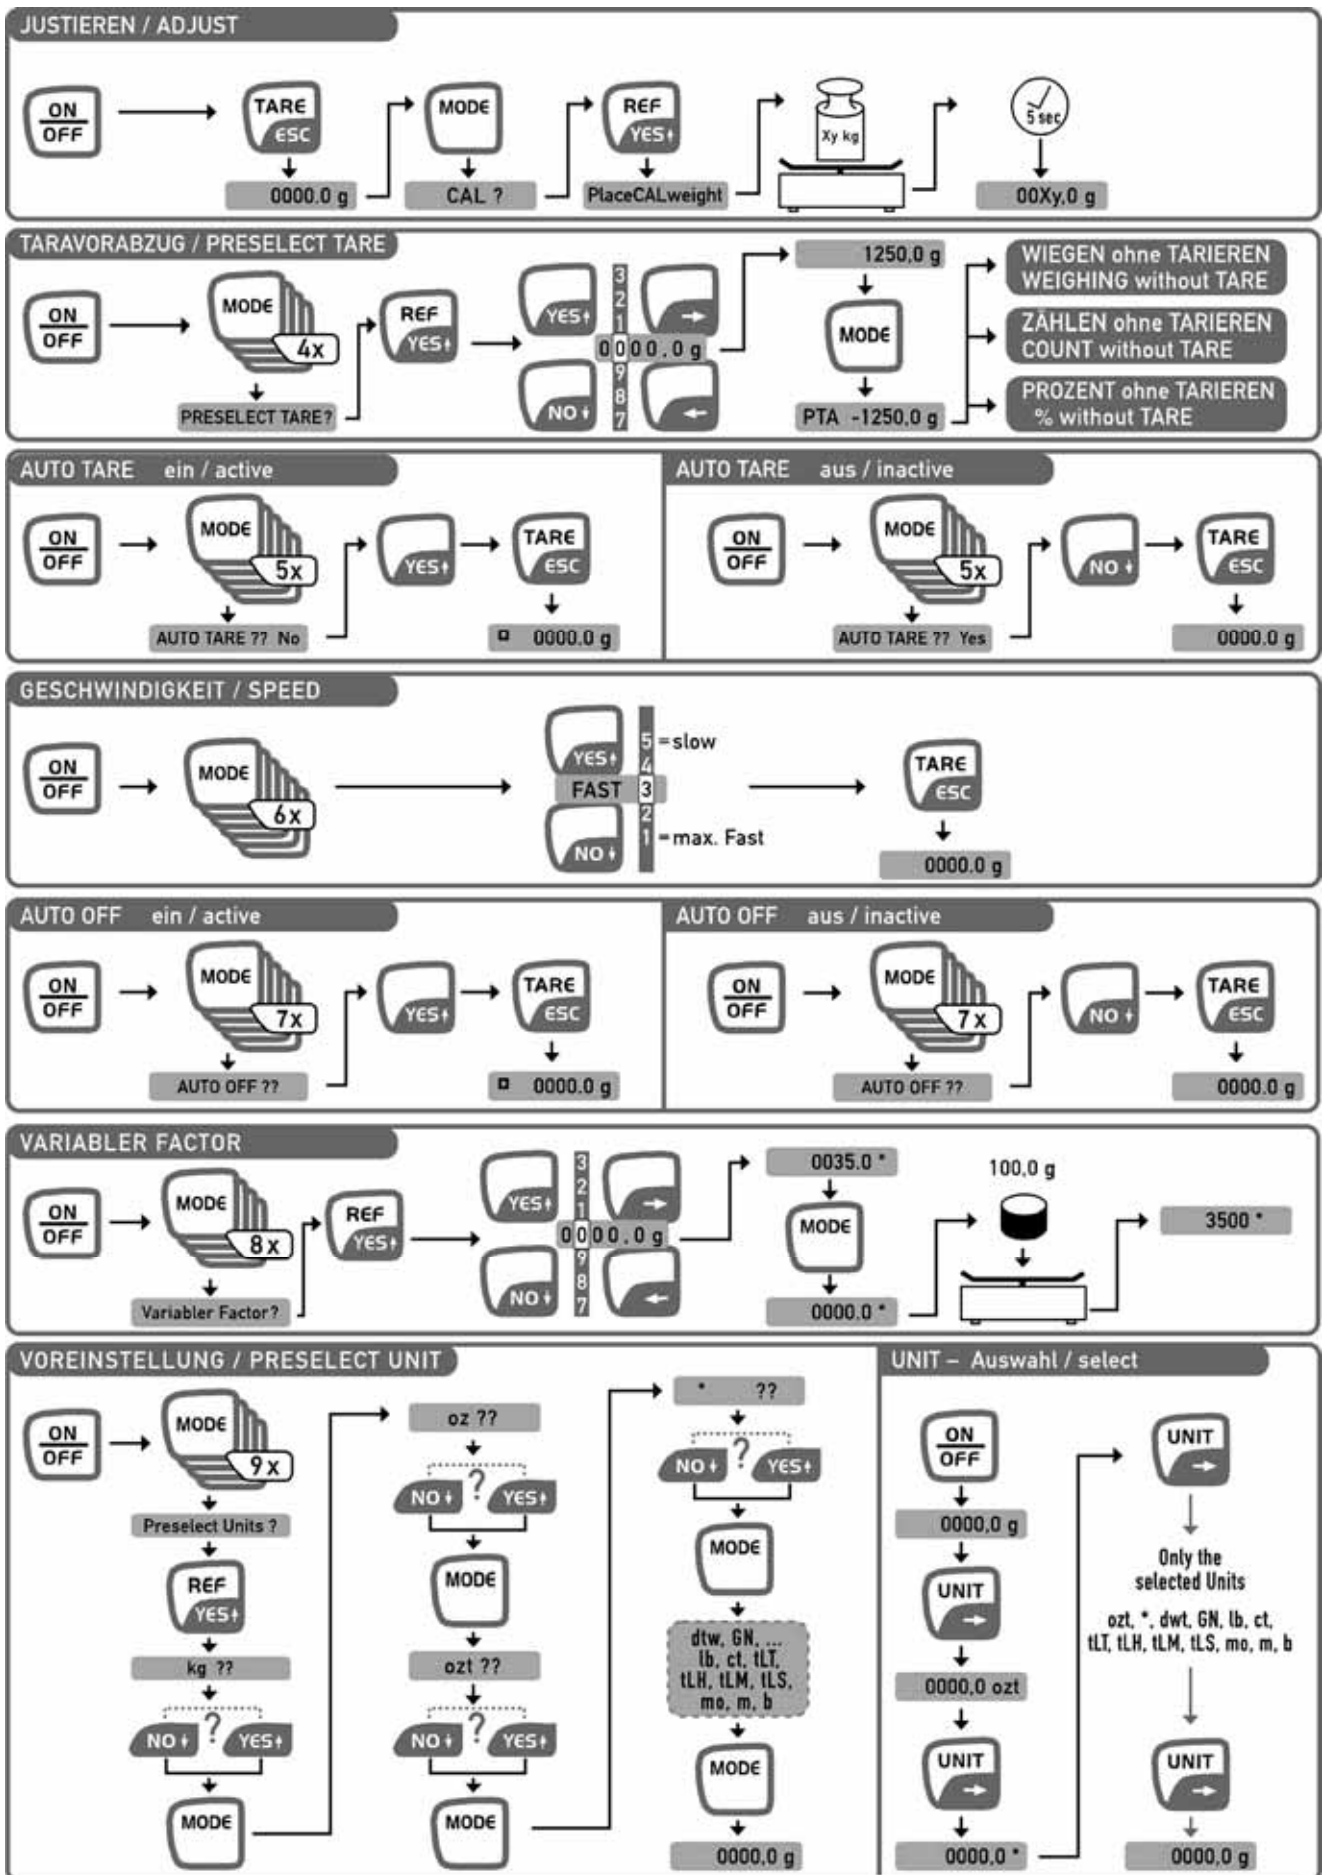 JUSTIEREN / ADJUST
ON
OFF
TARE
ESC
0000.0 g
MODE
CAL ?
REF
YES
PlaceCALweight
Xy kg
5 sec
00Xy,0 g
TARAVORABZUG / PRESELECT TARE
ON
OFF
MODE
4x
PRESELECT TARE?
REF
YES
YES
NO
3
2
1
0000.0 g
9
8
7
1250,0 g
MODE
PTA -1250,0 g
WIEGEN ohne TARIEREN
WEIGHING without TARE
ZÄHLEN ohne TARIEREN
COUNT without TARE
PROZENT ohne TARIEREN
% without TARE
AUTO TARE ein / active
ON
OFF
MODE
5x
AUTO TARE ?? No
YES
TARE
ESC
0000.0 g
AUTO TARE aus / inactive
ON
OFF
MODE
5x
AUTO TARE ?? Yes
NO
TARE
ESC
0000.0 g
GESCHWINDIGKEIT / SPEED
ON
OFF
MODE
6x
YES
5 =slow
4
FAST 3
2
1 =max. Fast
NO
TARE
ESC
0000.0 g
AUTO OFF ein / active
ON
OFF
MODE
7x
AUTO OFF ??
YES
TARE
ESC
0000.0 g
AUTO OFF aus / inactive
ON
OFF
MODE
7x
AUTO OFF ??
NO
TARE
ESC
0000.0 g
VARIABLER FACTOR
ON
OFF
MODE
8x
Variabler Factor?
REF
YES
YES
NO
3
2
1
0000.0 g
9
8
7
0035.0 *
MODE
0000.0 *
100,0 g
3500 *
VOREINSTELLUNG / PRESELECT UNIT
ON
OFF
MODE
9x
Preselect Units ?
REF
YES
kg ??
NO ? YES
MODE
oz ??
NO ? YES
MODE
ozt ??
NO ? YES
MODE
* ??
NO ? YES
MODE
dtw, GN, ...
lb, ct, tLT,
tLH, tLM, tLS,
mo, m, b
MODE
0000,0 g
UNIT – Auswahl / select
ON
OFF
0000,0 g
UNIT
0000,0 ozt
UNIT
0000,0 *
UNIT
Only the
selected Units
ozt, *, dwt, GN, lb, ct,
tLT, tLH, tLM, tLS, mo, m, b
UNIT
0000,0 g